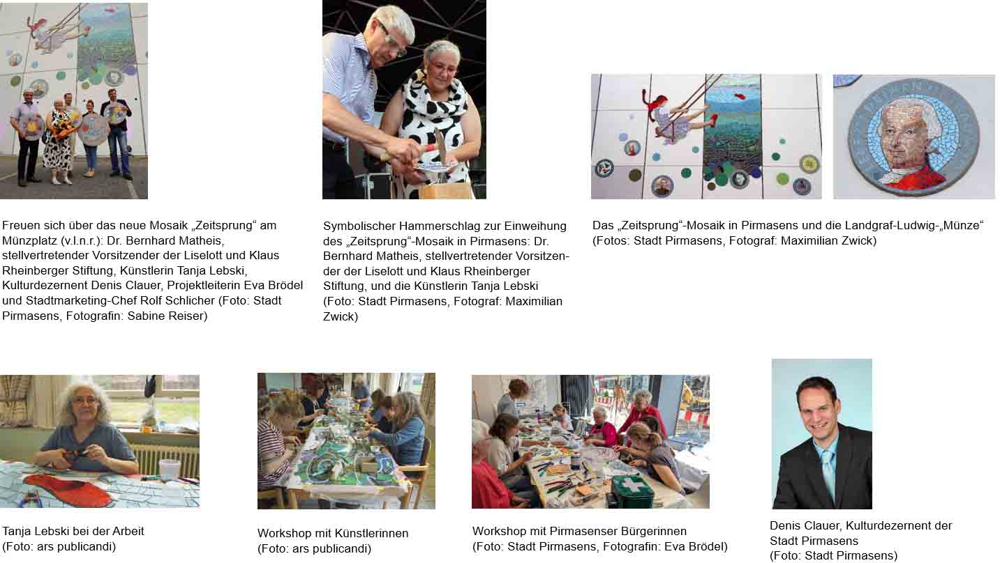 Freuen sich über das neue Mosaik „Zeitsprung“ am
Münzplatz (v.l.n.r.): Dr. Bernhard Matheis,
stellvertretender Vorsitzender der Liselott und Klaus
Rheinberger Stiftung, Künstlerin Tanja Lebski,
Kulturdezernent Denis Clauer, Projektleiterin Eva Brödel
und Stadtmarketing-Chef Rolf Schlicher (Foto: Stadt
Pirmasens, Fotografin: Sabine Reiser)
Symbolischer Hammerschlag zur Einweihung
des „Zeitsprung“-Mosaik in Pirmasens: Dr.
Bernhard Matheis, stellvertretender Vorsitzen-
der der Liselott und Klaus Rheinberger
Stiftung, und die Künstlerin Tanja Lebski
(Foto: Stadt Pirmasens, Fotograf: Maximilian
Zwick)
Das „Zeitsprung“-Mosaik in Pirmasens und die Landgraf-Ludwig-„Münze“
(Fotos: Stadt Pirmasens, Fotograf: Maximilian Zwick)
Tanja Lebski bei der Arbeit
(Foto: ars publicandi)
Workshop mit Künstlerinnen
(Foto: ars publicandi)
Workshop mit Pirmasenser Bürgerinnen
(Foto: Stadt Pirmasens, Fotografin: Eva Brödel)
Denis Clauer, Kulturdezernent der
Stadt Pirmasens
(Foto: Stadt Pirmasens)